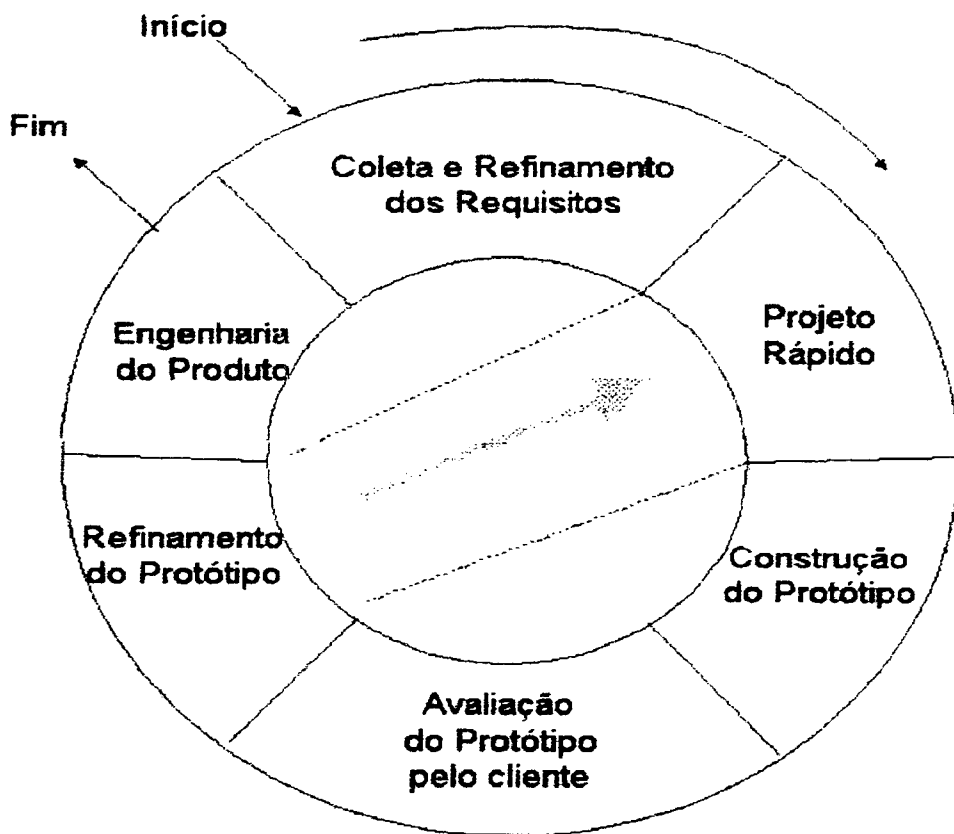 Início
Fim
Coleta e Refinamento
dos Requisitos
Projeto
Rápido
Construção
do Protótipo
Avaliação
do Protótipo
pelo cliente
Refinamento
do Protótipo
Engenharia
do Produto